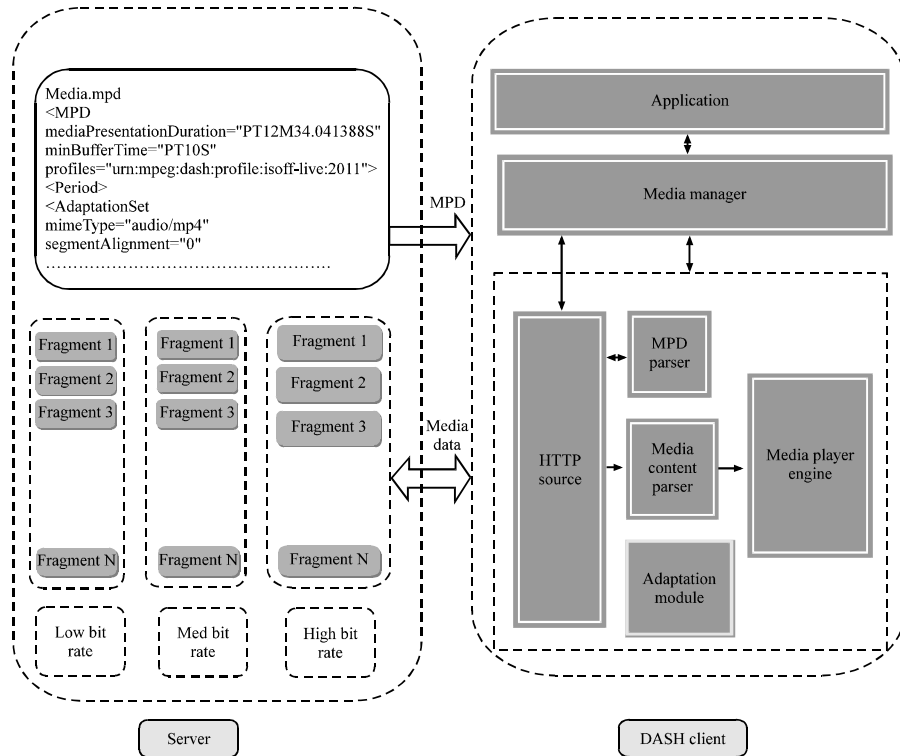 Media.mpd
<MPD
mediaPresentationDuration="PT12M34.041388S"
minBufferTime="PT10S"
profiles="urn:mpeg:dash:profile:isoff-live:2011">
<Period>
<AdaptationSet
mimeType="audio/mp4"
segmentAlignment="0"
......................................................
Fragment 1
Fragment 2
Fragment 3
Fragment N
Low bit
rate
Fragment 1
Fragment 2
Fragment 3
Fragment N
Med bit
rate
Fragment 1
Fragment 2
Fragment 3
Fragment N
High bit
rate
Server
MPD
Media
data
Application
Media manager
HTTP
source
MPD
parser
Media
content
parser
Adaptation
module
Media player
engine
DASH client